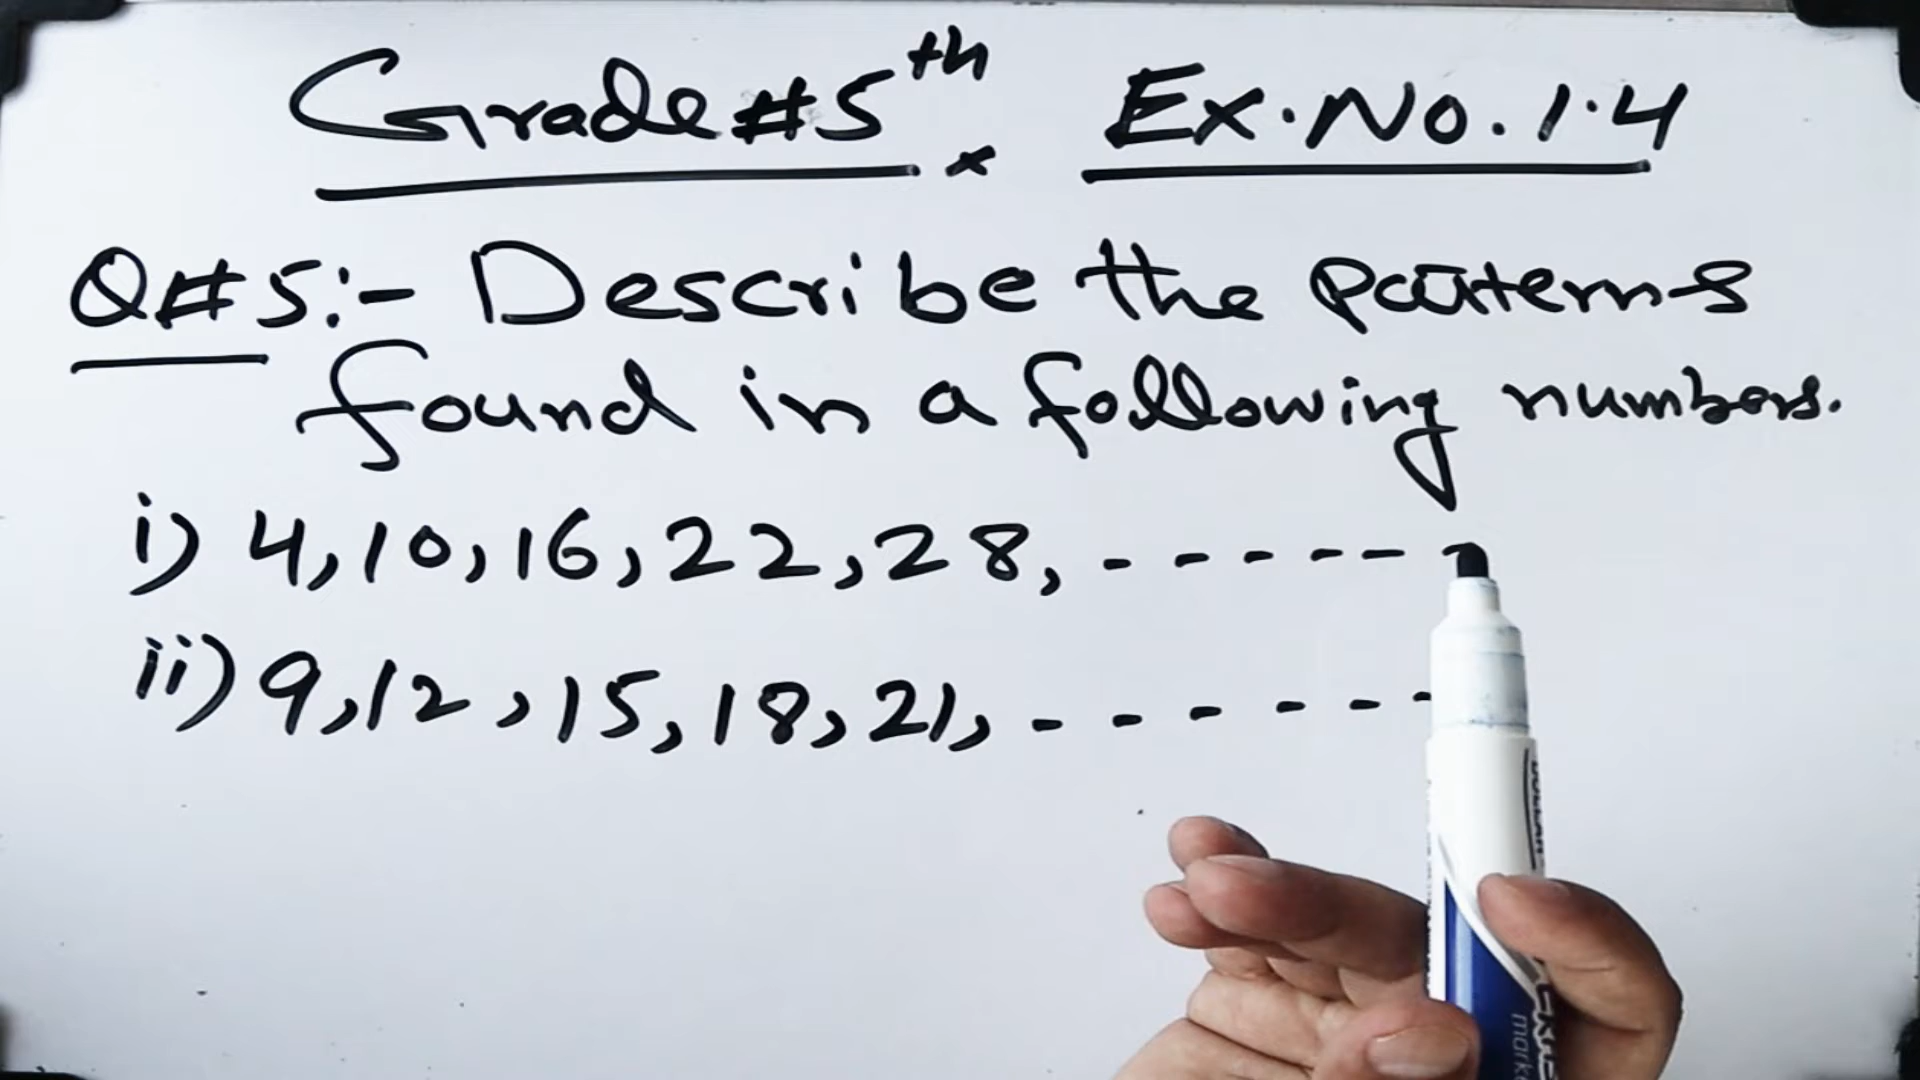 Grade#5th. Ex.No.1.4
Q#5:- Describe the patterns
found in a following numbers.
i) 4,10,16,22,28,------
ii) 9,12,15,18,21,------
mark